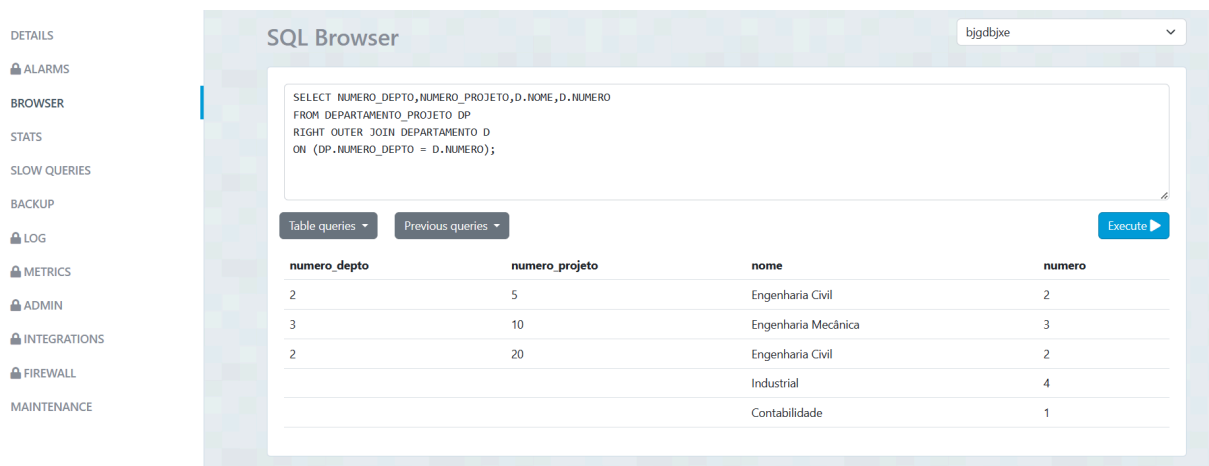 DETAILS
ALARMS
BROWSER
STATS
SLOW QUERIES
BACKUP
LOG
METRICS
ADMIN
INTEGRATIONS
FIREWALL
MAINTENANCE
SQL Browser
bjgdbjxe
SELECT NUMERO_DEPTO,NUMERO_PROJETO,D.NOME,D.NUMERO
FROM DEPARTAMENTO_PROJETO DP
RIGHT OUTER JOIN DEPARTAMENTO D
ON (DP.NUMERO_DEPTO = D.NUMERO);
Table queries Previous queries Execute
numero_depto numero_projeto nome numero
2 5 Engenharia Civil 2
3 10 Engenharia Mecânica 3
2 20 Engenharia Civil 2
Industrial 4
Contabilidade 1